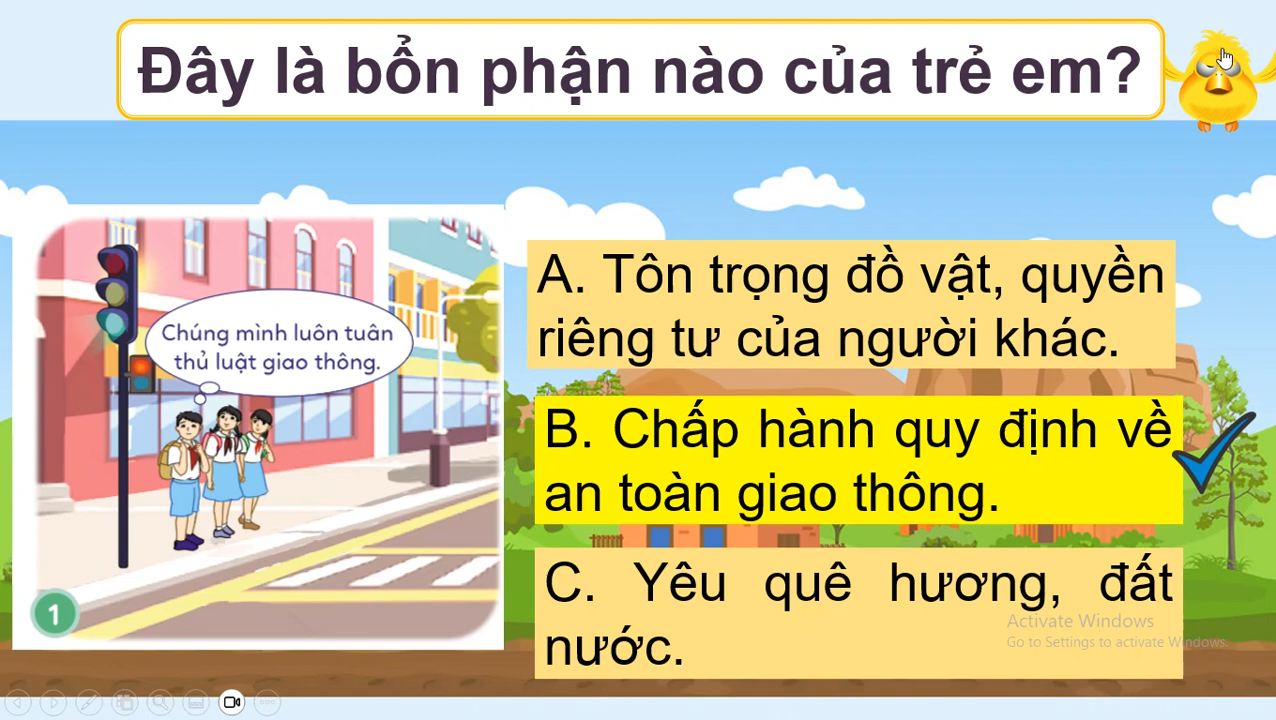 Đây là bổn phận nào của trẻ em?
Chúng mình luôn tuân
thủ luật giao thông.
1
A. Tôn trọng đồ vật, quyền
riêng tư của người khác.
B. Chấp hành quy định về
an toàn giao thông.
C. Yêu quê hương, đất
nước.
Activate Windows
Go to Settings to activate Windows.